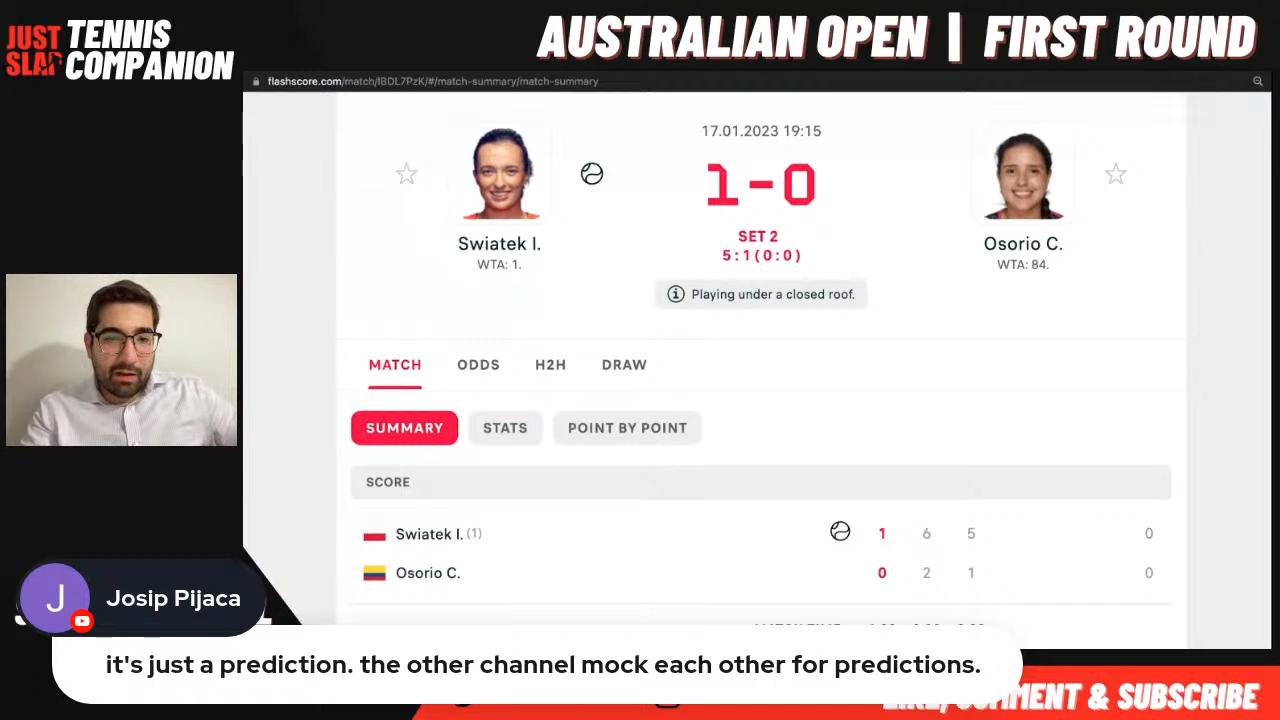 JUST TENNIS
SLAP COMPANION
AUSTRALIAN OPEN | FIRST ROUND
flashscore.com/match/IBDL7PzK/#/match-summary/match-summary
17.01.2023 19:15
1-0
Swiatek I.
WTA: 1.
SET 2
5 : 1 ( 0 : 0 )
Osorio C.
WTA: 84.
Playing under a closed roof.
MATCH ODDS H2H DRAW
SUMMARY STATS POINT BY POINT
SCORE
Swiatek I. (1) 1 6 5 0
Osorio C. 0 2 1 0
J Josip Pijaca
it's just a prediction. the other channel mock each other for predictions.
& SUBSCRIBE